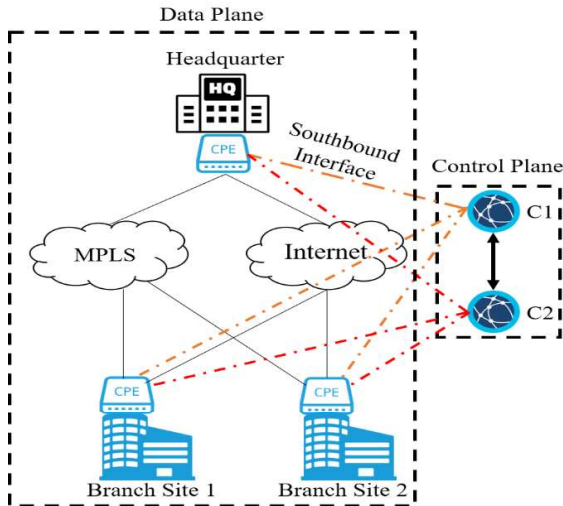 Data Plane
Headquarter
HQ
CPE
Southbound
Interface
Control Plane
C1
MPLS
Internet
C2
CPE
CPE
Branch Site 1
Branch Site 2